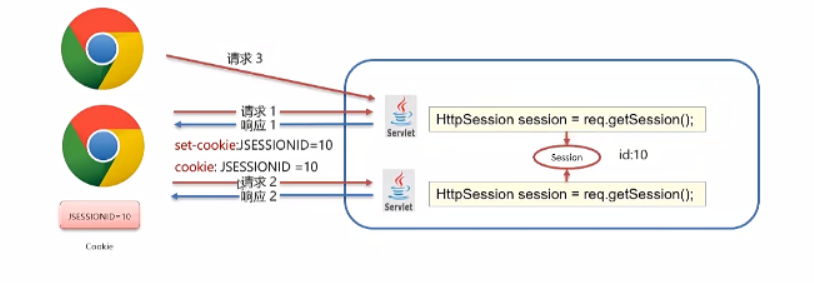 请求 3
请求 1
响应 1
Servlet
HttpSession session = req.getSession();
set-cookie:JSESSIONID=10
Session
id:10
cookie: JSESSIONID =10
请求 2
响应 2
Servlet
HttpSession session = req.getSession();
JSESSIONID=10
Cookie